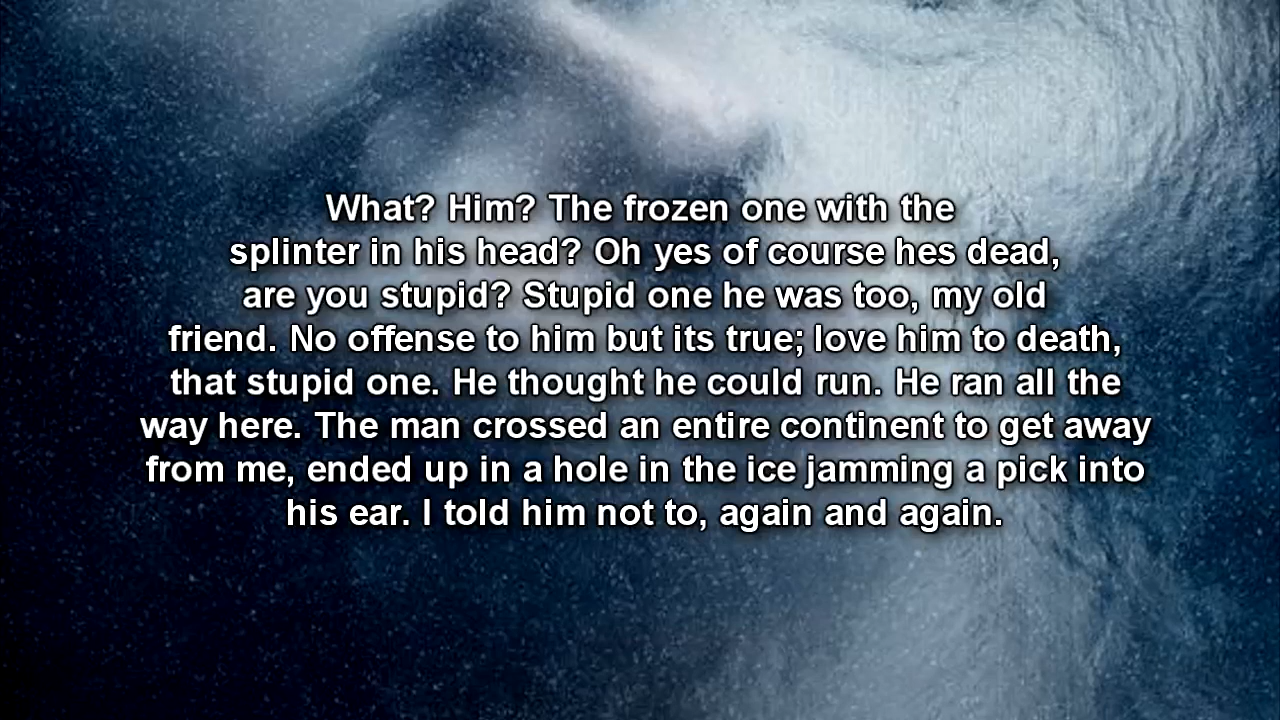 What? Him? The frozen one with the
splinter in his head? Oh yes of course hes dead,
are you stupid? Stupid one he was too, my old
friend. No offense to him but its true; love him to death,
that stupid one. He thought he could run. He ran all the
way here. The man crossed an entire continent to get away
from me, ended up in a hole in the ice jamming a pick into
his ear. I told him not to, again and again.